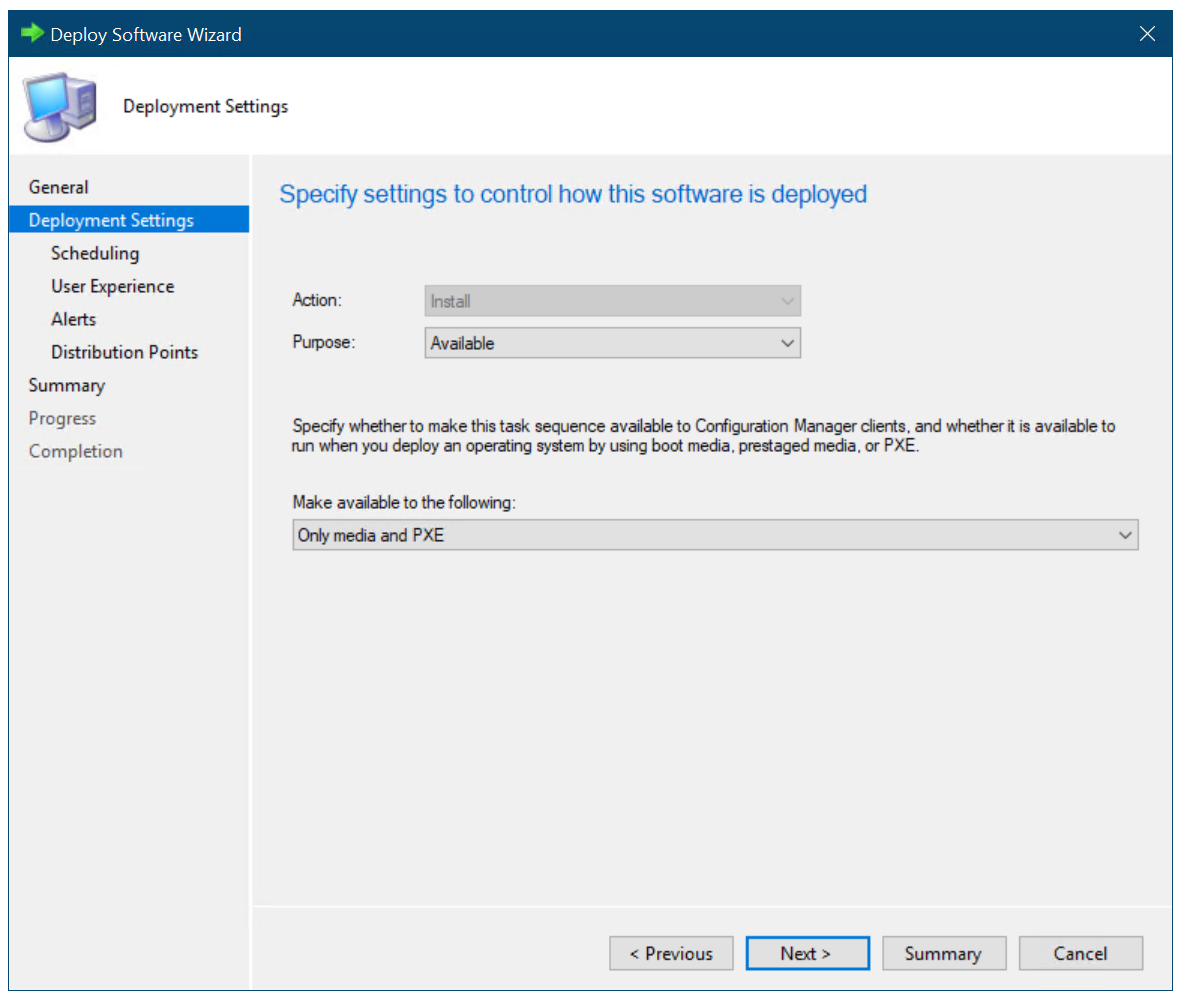 Deploy Software Wizard
Deployment Settings
General
Deployment Settings
Scheduling
User Experience
Alerts
Distribution Points
Summary
Progress
Completion
Specify settings to control how this software is deployed
Action:
Install
Purpose:
Available
Specify whether to make this task sequence available to Configuration Manager clients, and whether it is available to
run when you deploy an operating system by using boot media, prestaged media, or PXE.
Make available to the following:
Only media and PXE
< Previous
Next >
Summary
Cancel